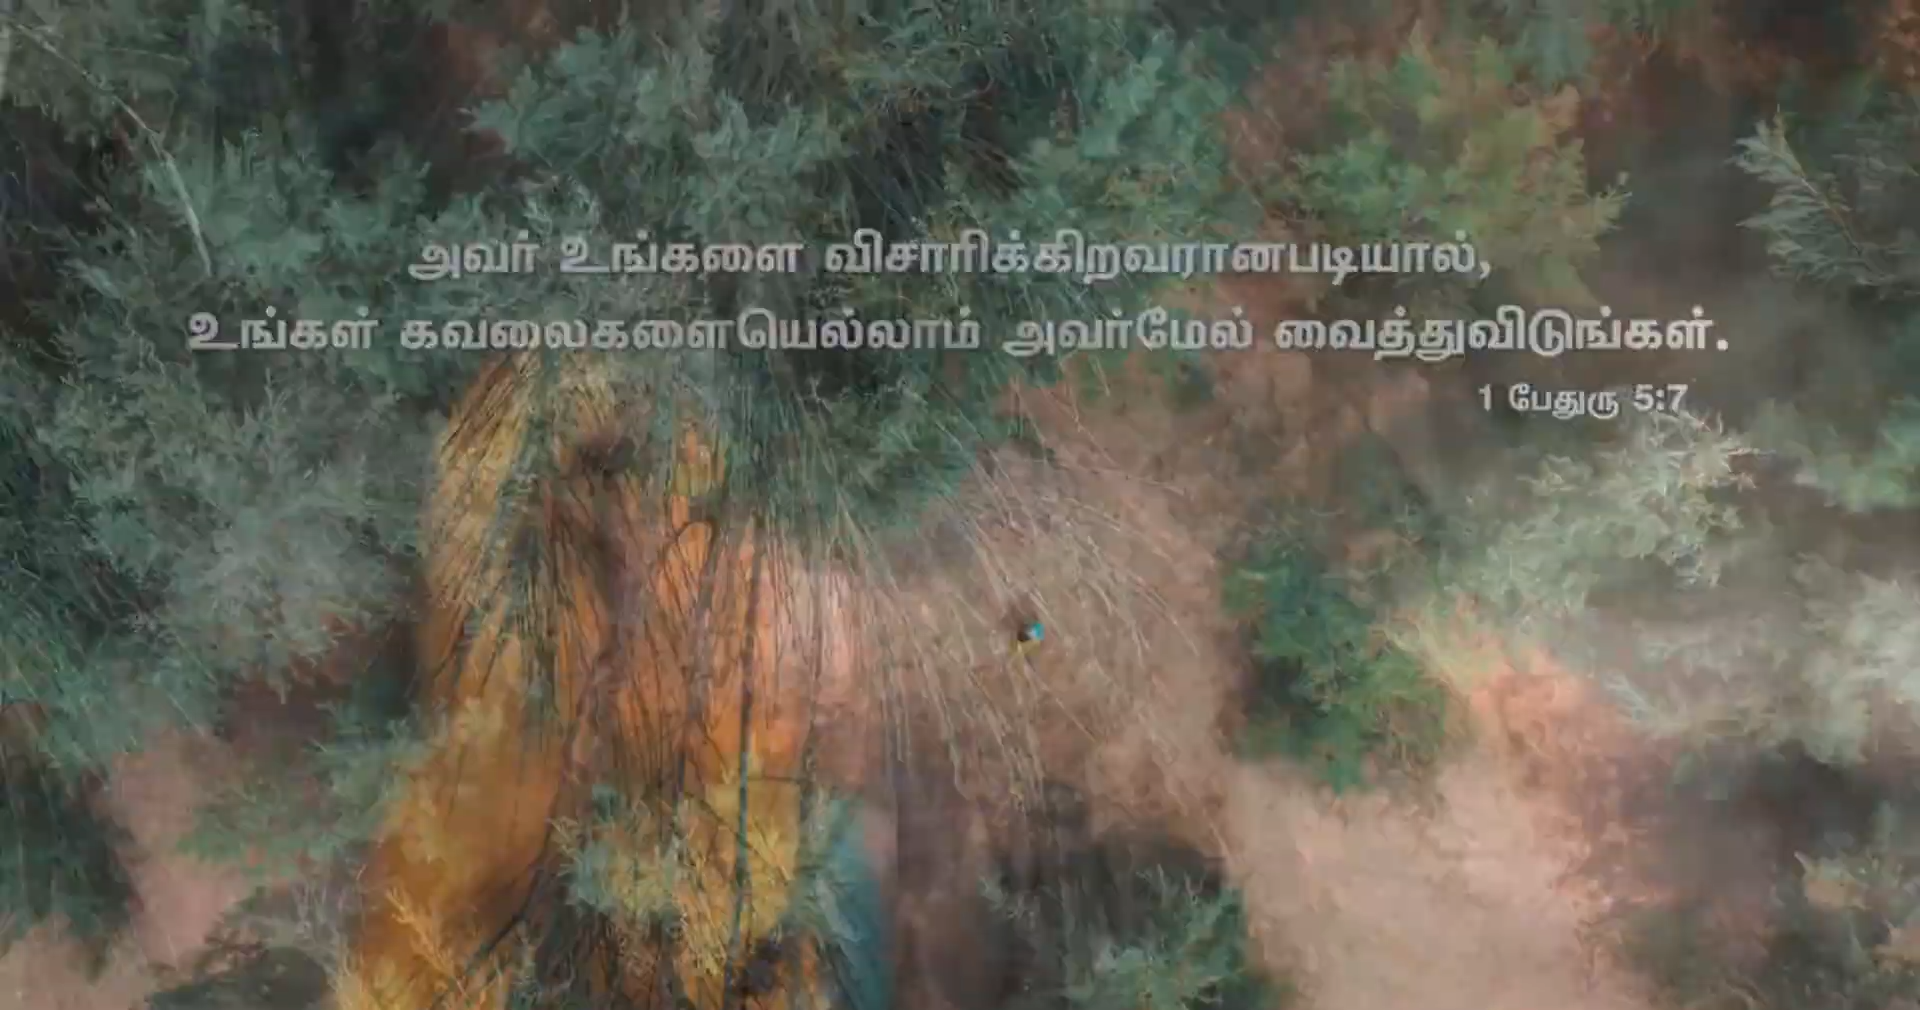 அவர் உங்களை விசாரிக்கிறவரானபடியால்,
உங்கள் கவலைகளையெல்லாம் அவர்மேல் வைத்துவிடுங்கள்.
1 பேதுரு 5:7